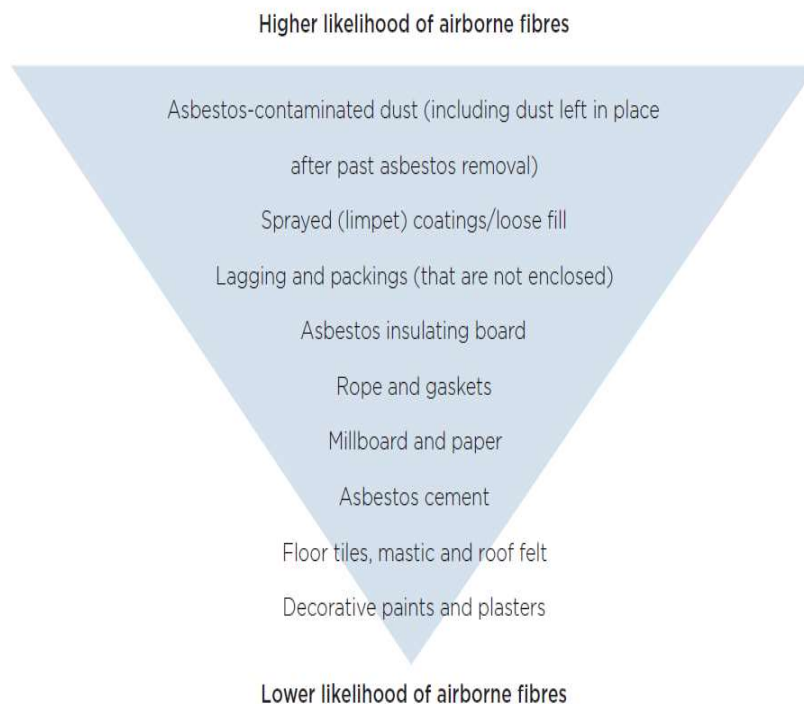 Higher likelihood of airborne fibres
Asbestos-contaminated dust (including dust left in place
after past asbestos removal)
Sprayed (limpet) coatings/loose fill
Lagging and packings (that are not enclosed)
Asbestos insulating board
Rope and gaskets
Millboard and paper
Asbestos cement
Floor tiles, mastic and roof felt
Decorative paints and plasters
Lower likelihood of airborne fibres